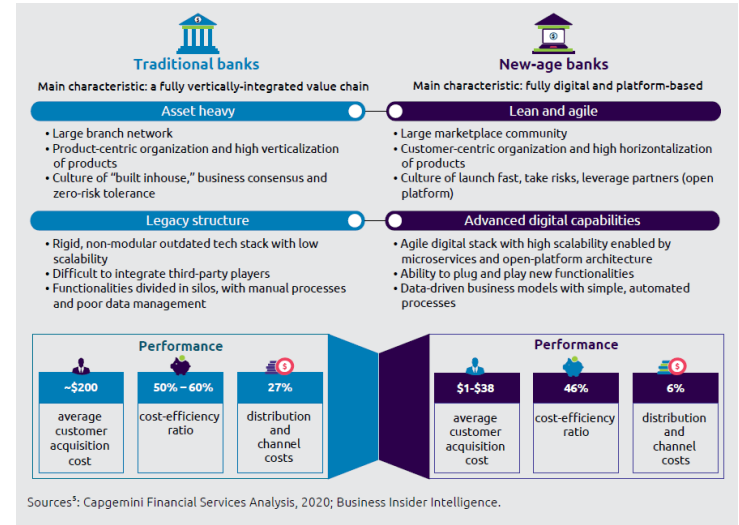 Traditional banks
Main characteristic: a fully vertically-integrated value chain
Asset heavy
• Large branch network
• Product-centric organization and high verticalization
of products
• Culture of “built inhouse,” business consensus and
zero-risk tolerance
Legacy structure
• Rigid, non-modular outdated tech stack with low
scalability
• Difficult to integrate third-party players
• Functionalities divided in silos, with manual processes
and poor data management
Performance
~$200
average
customer
acquisition
cost
50% – 60%
cost-efficiency
ratio
$
27%
distribution
and
channel
costs
New-age banks
Main characteristic: fully digital and platform-based
Lean and agile
• Large marketplace community
• Customer-centric organization and high horizontalization
of products
• Culture of launch fast, take risks, leverage partners (open
platform)
Advanced digital capabilities
• Agile digital stack with high scalability enabled by
microservices and open-platform architecture
• Ability to plug and play new functionalities
• Data-driven business models with simple, automated
processes
Performance
$1-$38
average
customer
acquisition
cost
46%
cost-efficiency
ratio
$
6%
distribution
and
channel
costs
Sources⁵: Capgemini Financial Services Analysis, 2020; Business Insider Intelligence.